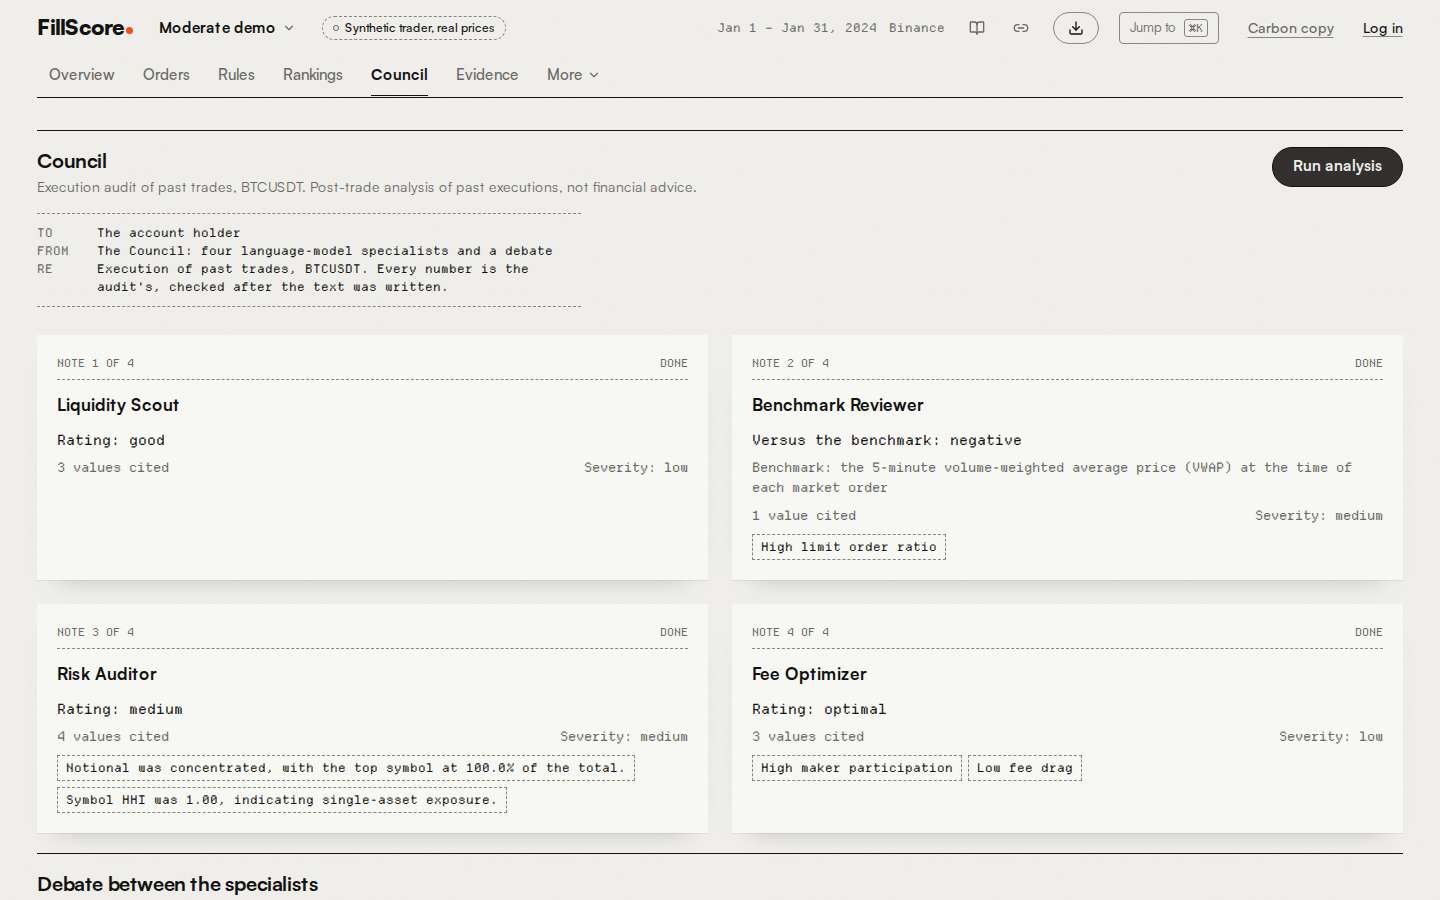 FillScore. Moderate demo Synthetic trader, real prices Jan 1 – Jan 31, 2024 Binance Jump to ⌘K Carbon copy Log in
Overview Orders Rules Rankings Council Evidence More
Council
Run analysis
Execution audit of past trades, BTCUSDT. Post-trade analysis of past executions, not financial advice.
TO The account holder
FROM The Council: four language-model specialists and a debate
RE Execution of past trades, BTCUSDT. Every number is the
audit's, checked after the text was written.
NOTE 1 OF 4 DONE
Liquidity Scout
Rating: good
3 values cited Severity: low
NOTE 2 OF 4 DONE
Benchmark Reviewer
Versus the benchmark: negative
Benchmark: the 5-minute volume-weighted average price (VWAP) at the time of
each market order
1 value cited Severity: medium
High limit order ratio
NOTE 3 OF 4 DONE
Risk Auditor
Rating: medium
4 values cited Severity: medium
Notional was concentrated, with the top symbol at 100.0% of the total.
Symbol HHI was 1.00, indicating single-asset exposure.
NOTE 4 OF 4 DONE
Fee Optimizer
Rating: optimal
3 values cited Severity: low
High maker participation Low fee drag
Debate between the specialists